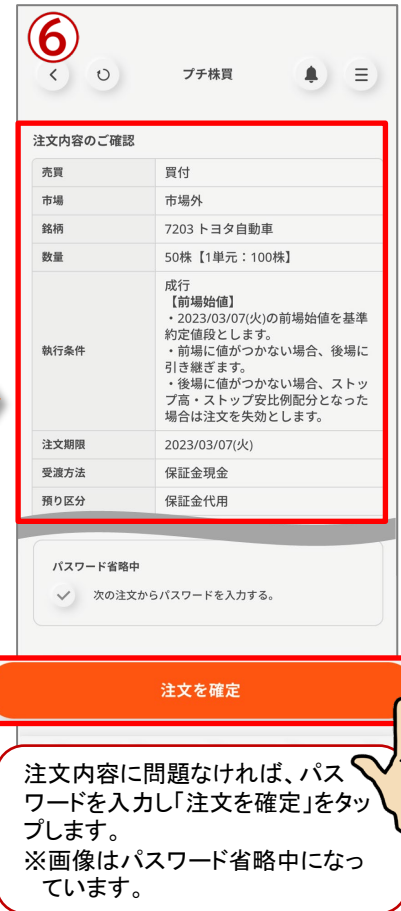 ⑥
プチ株買
注文内容のご確認
売買 買付
市場 市場外
銘柄 7203 トヨタ自動車
数量 50株【1単元：100株】
執行条件 成行
【前場始値】
・2023/03/07(火)の前場始値を基準
約定値段とします。
・前場に値がつかない場合、後場に
引き継ぎます。
・後場に値がつかない場合、ストッ
プ高・ストップ安比例配分となった
場合は注文を失効とします。
注文期限 2023/03/07(火)
受渡方法 保証金現金
預り区分 保証金代用
パスワード省略中
次の注文からパスワードを入力する。
注文を確定
注文内容に問題なければ、パス
ワードを入力し「注文を確定」をタッ
プします。
※画像はパスワード省略中になっ
ています。